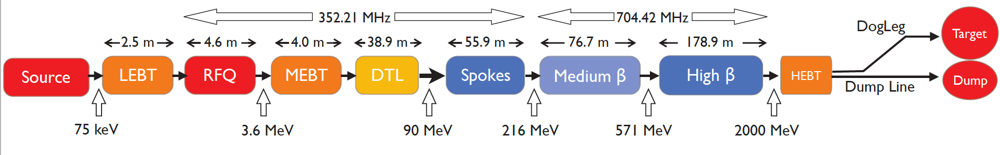 352.21 MHz
704.42 MHz
2.5 m
4.6 m
4.0 m
38.9 m
55.9 m
76.7 m
178.9 m
DogLeg
Target
Source
LEBT
RFQ
MEBT
DTL
Spokes
Medium β
High β
HEBT
Dump Line
Dump
75 keV
3.6 MeV
90 MeV
216 MeV
571 MeV
2000 MeV